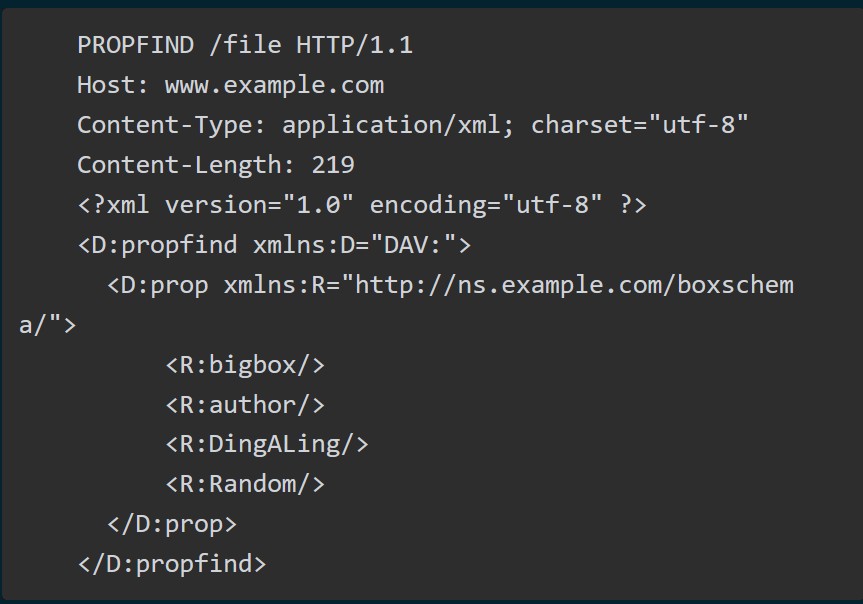 PROPFIND /file HTTP/1.1
Host: www.example.com
Content-Type: application/xml; charset="utf-8"
Content-Length: 219
<?xml version="1.0" encoding="utf-8" ?>
<D:propfind xmlns:D="DAV:">
<D:prop xmlns:R="http://ns.example.com/boxschem
a/">
<R:bigbox/>
<R:author/>
<R:DingALing/>
<R:Random/>
</D:prop>
</D:propfind>